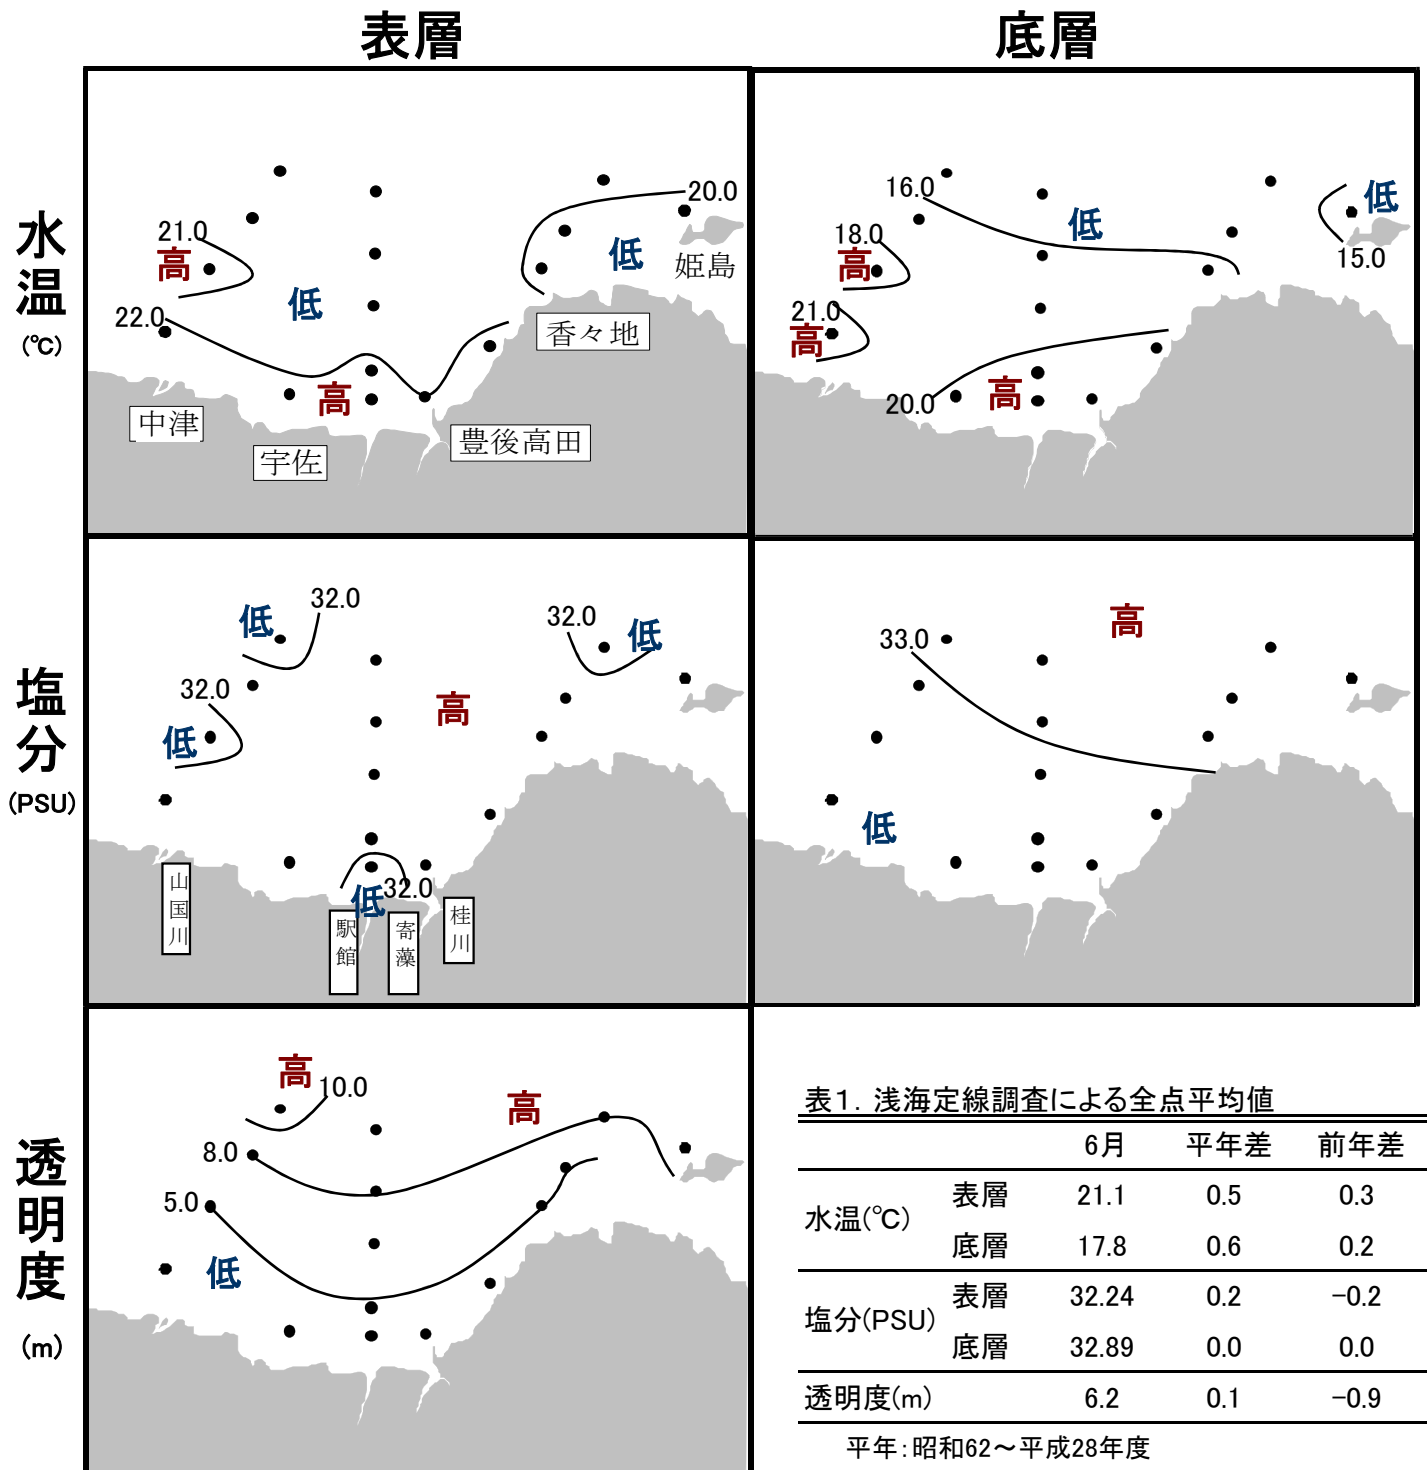 表層
底層
水温
(℃)
21.0
高
22.0
低
高
20.0
低
姫島
香々地
中津
宇佐
豊後高田
16.0
低
18.0
高
21.0
高
20.0
高
低
15.0
塩分
(PSU)
低
32.0
32.0
低
高
32.0
低
低
32.0
山国川
駅館
寄藻
桂川
33.0
高
低
透明度
(m)
高
10.0
高
8.0
5.0
低
表1. 浅海定線調査による全点平均値
6月 平年差 前年差
水温(℃) 表層 21.1 0.5 0.3
底層 17.8 0.6 0.2
塩分(PSU) 表層 32.24 0.2 -0.2
底層 32.89 0.0 0.0
透明度(m) 6.2 0.1 -0.9
平年:昭和62～平成28年度